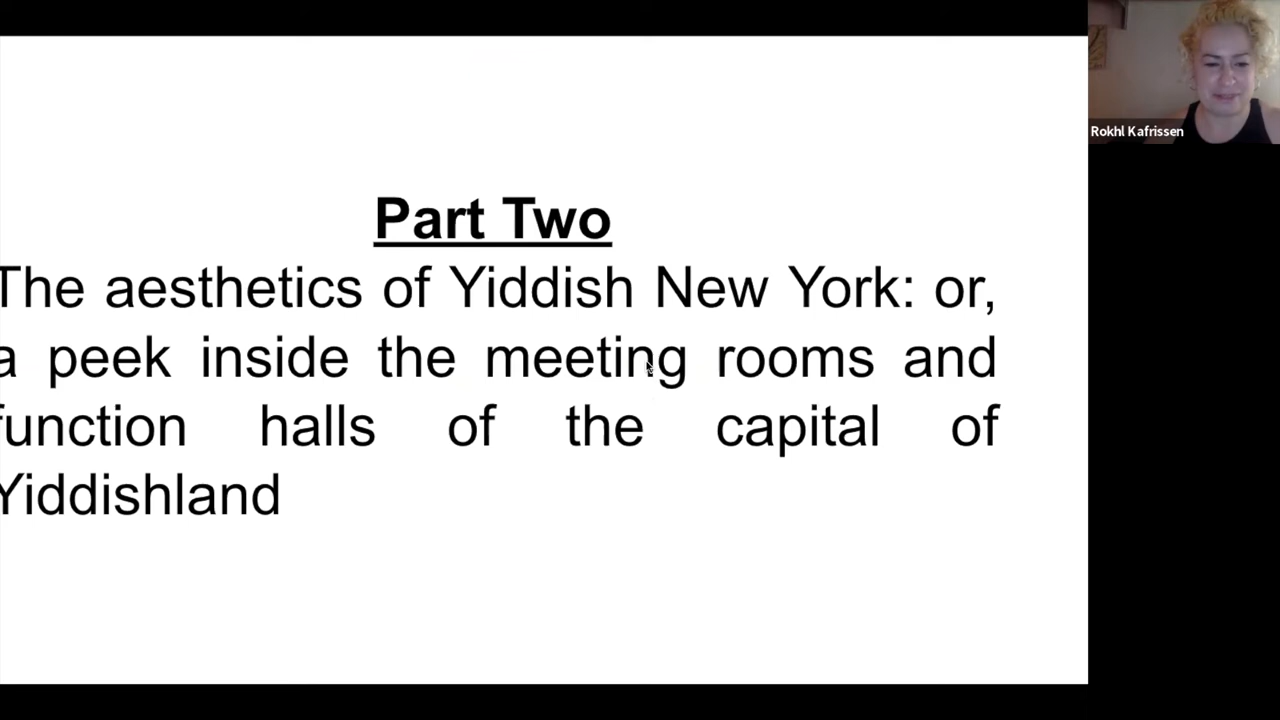 Part Two
The aesthetics of Yiddish New York: or,
a peek inside the meeting rooms and
function halls of the capital of
Yiddishland
Rokhl Kafrissen